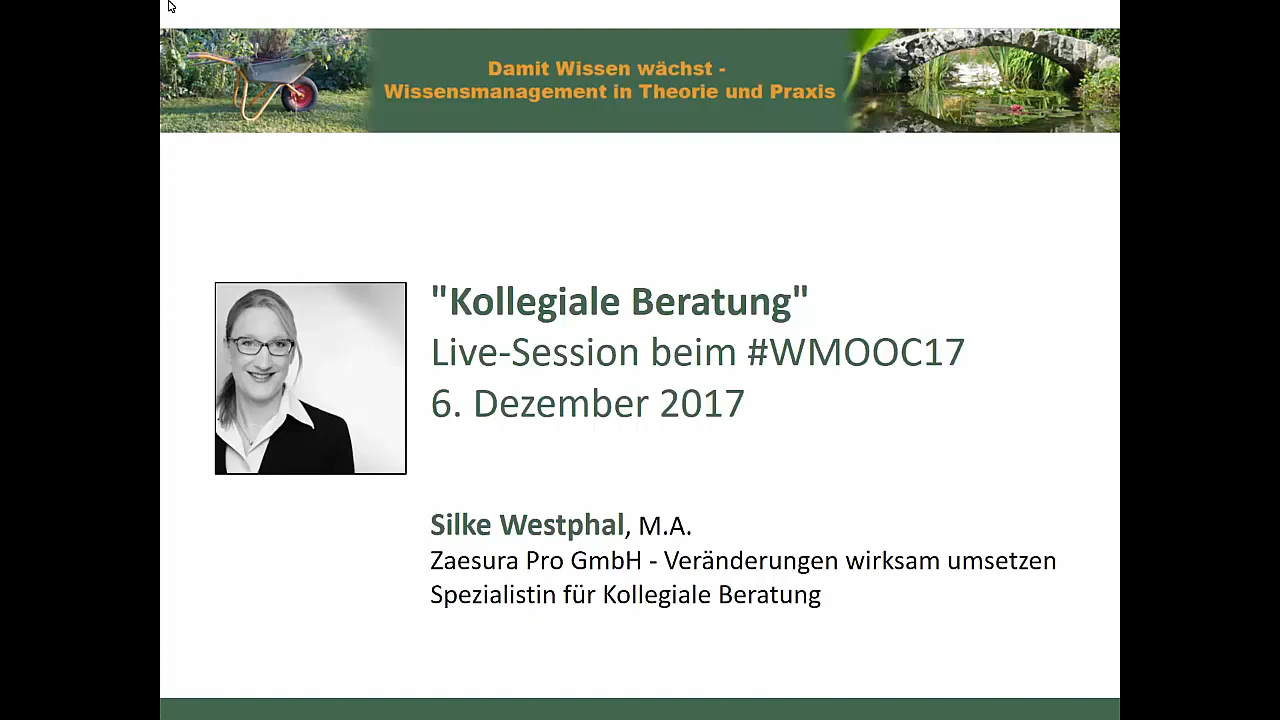 Damit Wissen wächst -
Wissensmanagement in Theorie und Praxis
"Kollegiale Beratung"
Live-Session beim #WMOOC17
6. Dezember 2017
Silke Westphal, M.A.
Zaesura Pro GmbH - Veränderungen wirksam umsetzen
Spezialistin für Kollegiale Beratung